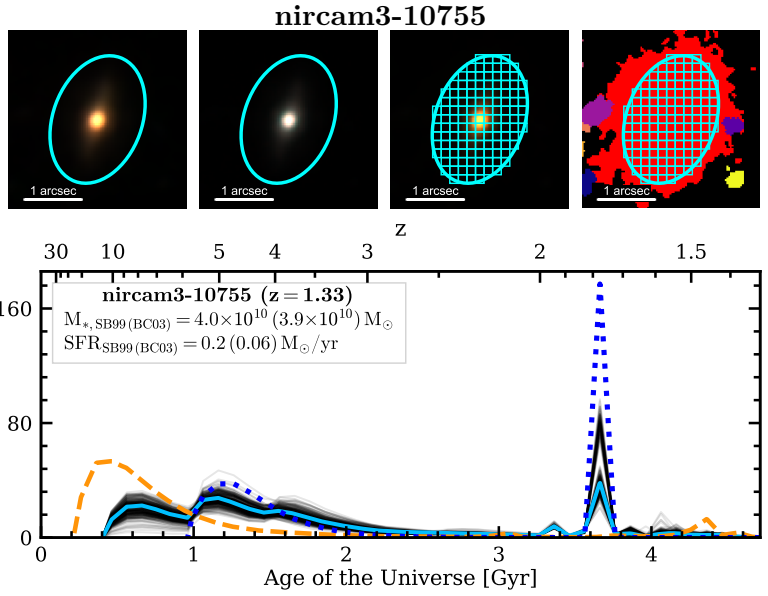 nircam3-10755
1 arcsec
1 arcsec
1 arcsec
1 arcsec
z
30 10 5 4 3 2 1.5
nircam3-10755 (z = 1.33)
M∗, SB99 (BC03) = 4.0×10¹⁰ (3.9×10¹⁰) M⊙
SFRSB99 (BC03) = 0.2 (0.06) M⊙/yr
160
80
0
0 1 2 3 4
Age of the Universe [Gyr]